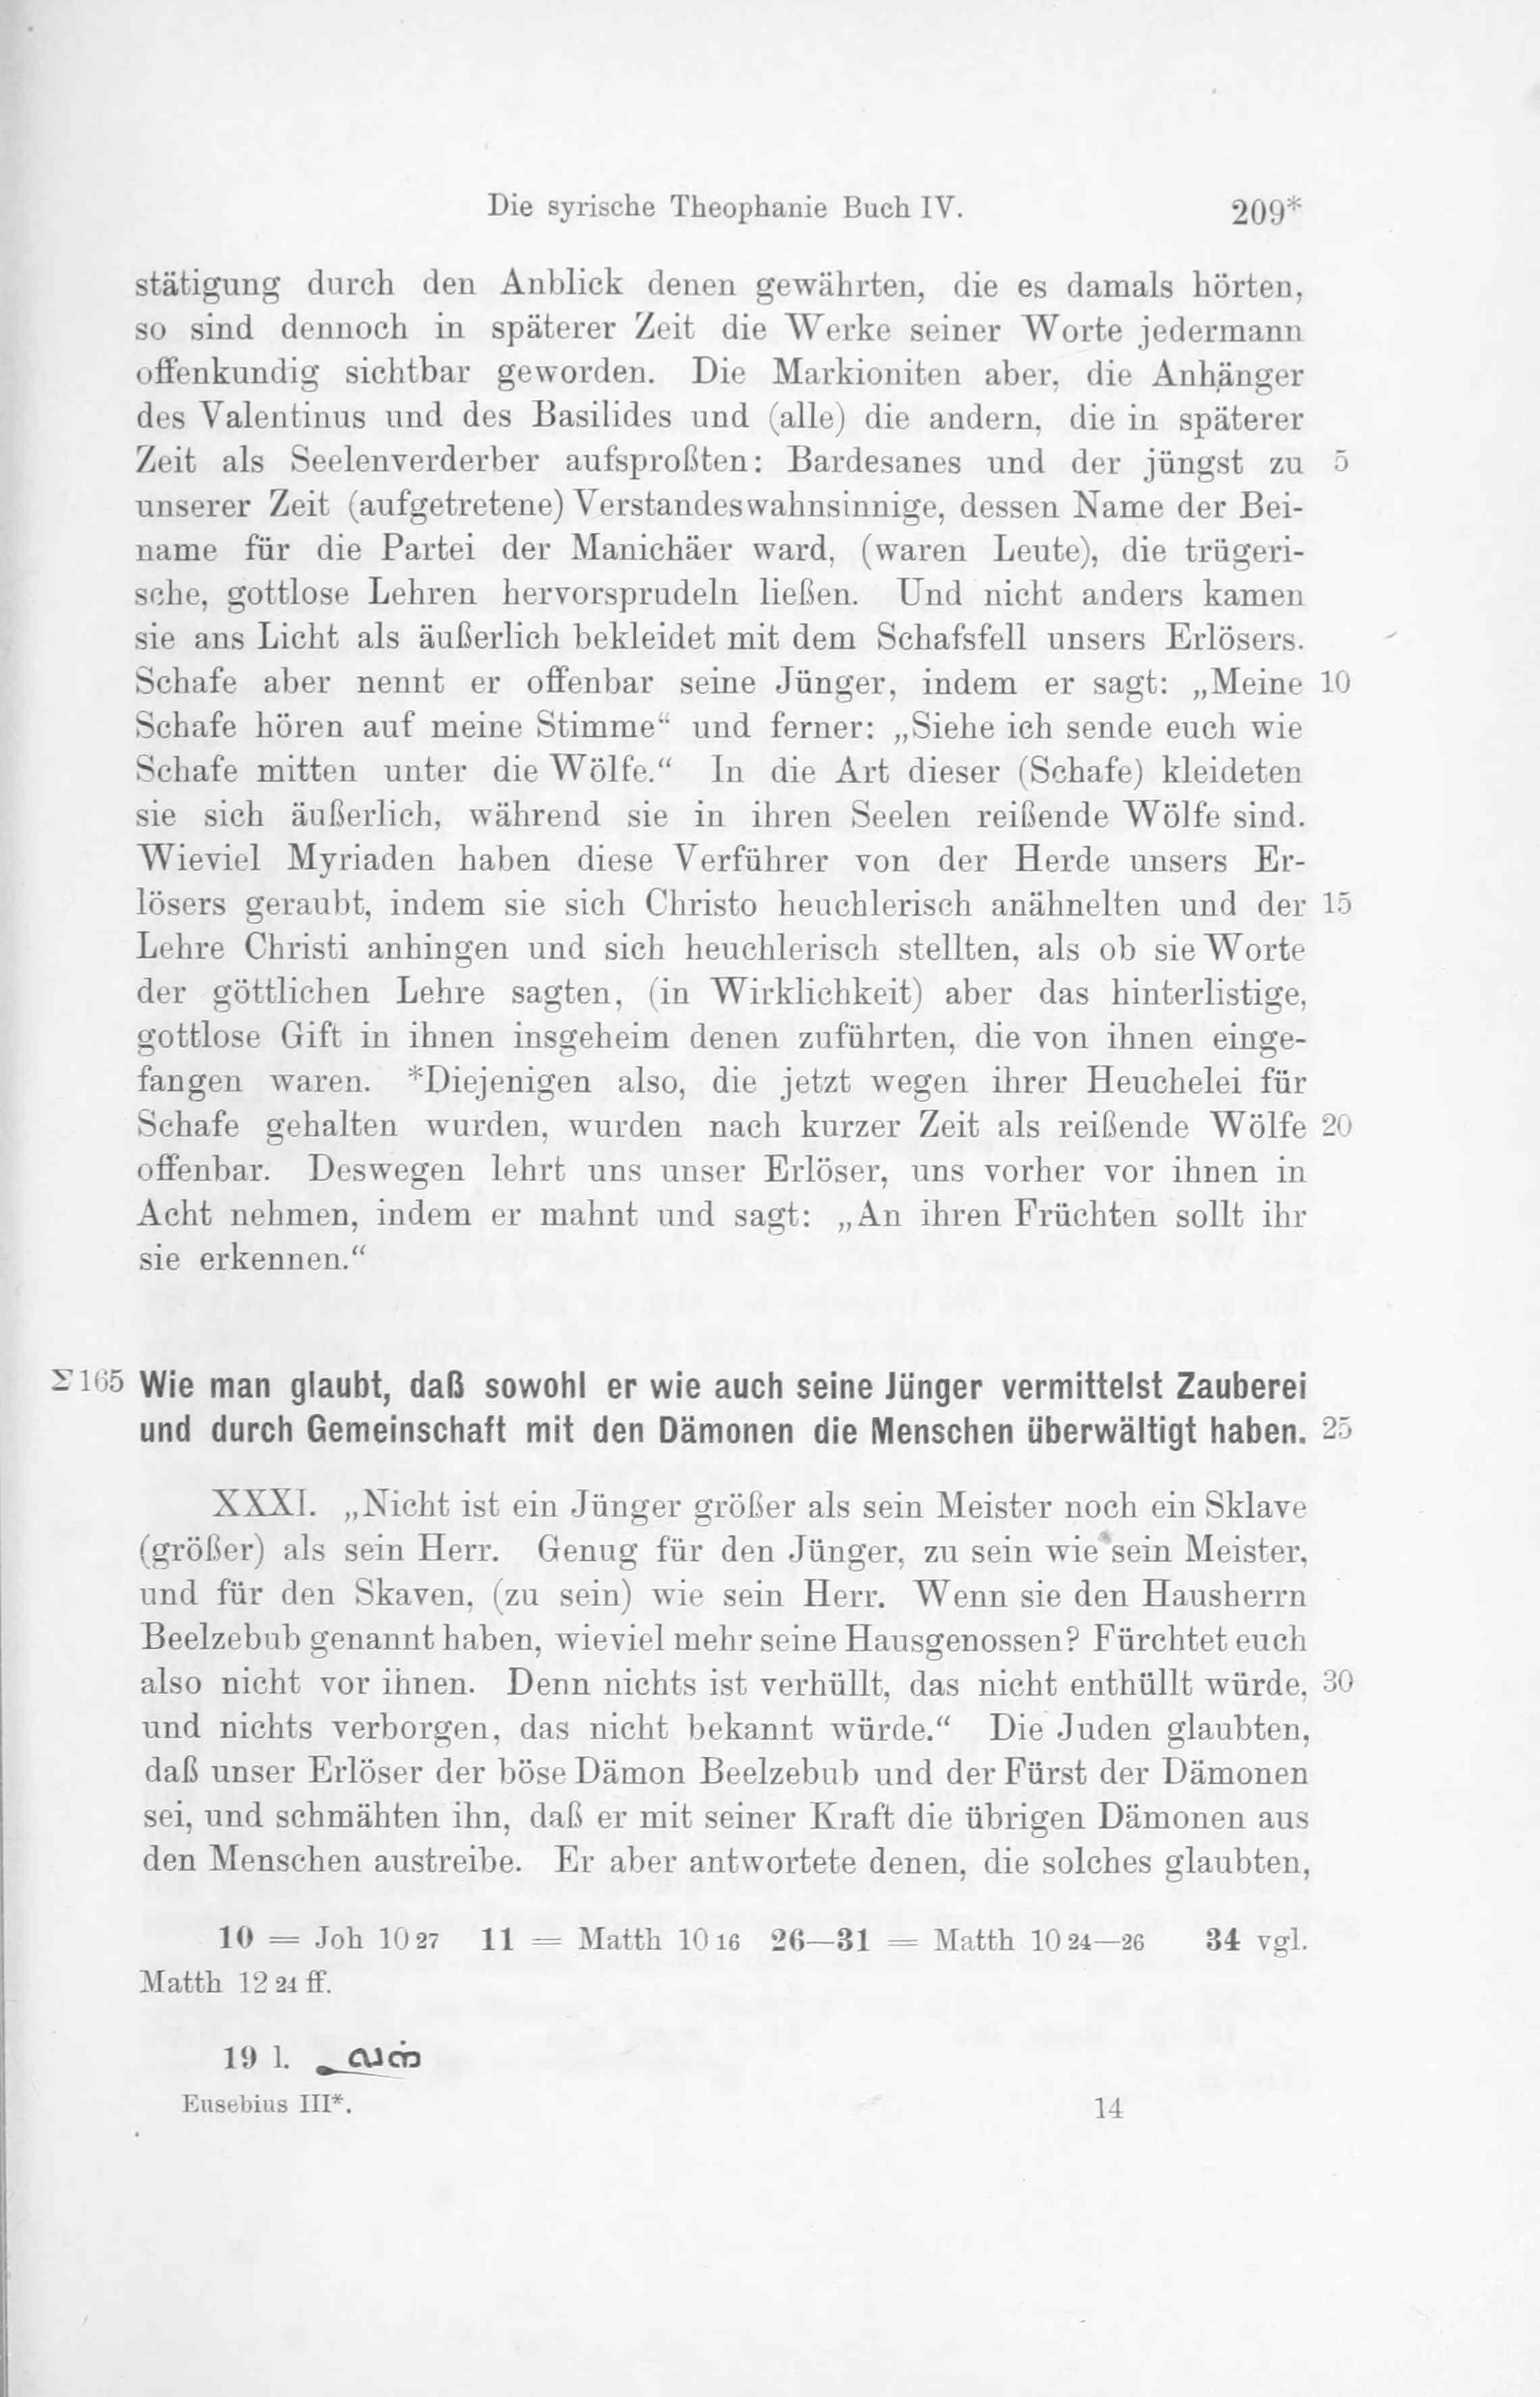 Die syrische Theophanie Buch IV. 209*
stätigung durch den Anblick denen gewährten, die es damals hörten,
so sind dennoch in späterer Zeit die Werke seiner Worte jedermann
offenkundig sichtbar geworden. Die Markioniten aber, die Anhänger
des Valentinus und des Basilides und (alle) die andern, die in späterer
Zeit als Seelenverderber aufsproßten: Bardesanes und der jüngst zu 5
unserer Zeit (aufgetretene) Verstandeswahnsinnige, dessen Name der Bei-
name für die Partei der Manichäer ward, (waren Leute), die trügeri-
sche, gottlose Lehren hervorsprudeln ließen. Und nicht anders kamen
sie ans Licht als äußerlich bekleidet mit dem Schafsfell unsers Erlösers.
Schafe aber nennt er offenbar seine Jünger, indem er sagt: „Meine 10
Schafe hören auf meine Stimme“ und ferner: „Siehe ich sende euch wie
Schafe mitten unter die Wölfe.“ In die Art dieser (Schafe) kleideten
sie sich äußerlich, während sie in ihren Seelen reißende Wölfe sind.
Wieviel Myriaden haben diese Verführer von der Herde unsers Er-
lösers geraubt, indem sie sich Christo heuchlerisch anähnelten und der 15
Lehre Christi anhingen und sich heuchlerisch stellten, als ob sie Worte
der göttlichen Lehre sagten, (in Wirklichkeit) aber das hinterlistige,
gottlose Gift in ihnen insgeheim denen zuführten, die von ihnen einge-
fangen waren. *Diejenigen also, die jetzt wegen ihrer Heuchelei für
Schafe gehalten wurden, wurden nach kurzer Zeit als reißende Wölfe 20
offenbar. Deswegen lehrt uns unser Erlöser, uns vorher vor ihnen in
Acht nehmen, indem er mahnt und sagt: „An ihren Früchten sollt ihr
sie erkennen.“
Σ165 Wie man glaubt, daß sowohl er wie auch seine Jünger vermittelst Zauberei
und durch Gemeinschaft mit den Dämonen die Menschen überwältigt haben. 25
XXXI. „Nicht ist ein Jünger größer als sein Meister noch ein Sklave
(größer) als sein Herr. Genug für den Jünger, zu sein wie sein Meister,
und für den Skaven, (zu sein) wie sein Herr. Wenn sie den Hausherrn
Beelzebub genannt haben, wieviel mehr seine Hausgenossen? Fürchtet euch
also nicht vor ihnen. Denn nichts ist verhüllt, das nicht enthüllt würde, 30
und nichts verborgen, das nicht bekannt würde.“ Die Juden glaubten,
daß unser Erlöser der böse Dämon Beelzebub und der Fürst der Dämonen
sei, und schmähten ihn, daß er mit seiner Kraft die übrigen Dämonen aus
den Menschen austreibe. Er aber antwortete denen, die solches glaubten,
10 = Joh 10 27 11 = Matth 10 16 26—31 = Matth 10 24—26 34 vgl.
Matth 12 24 ff.
19 l.
Eusebius III*. 14